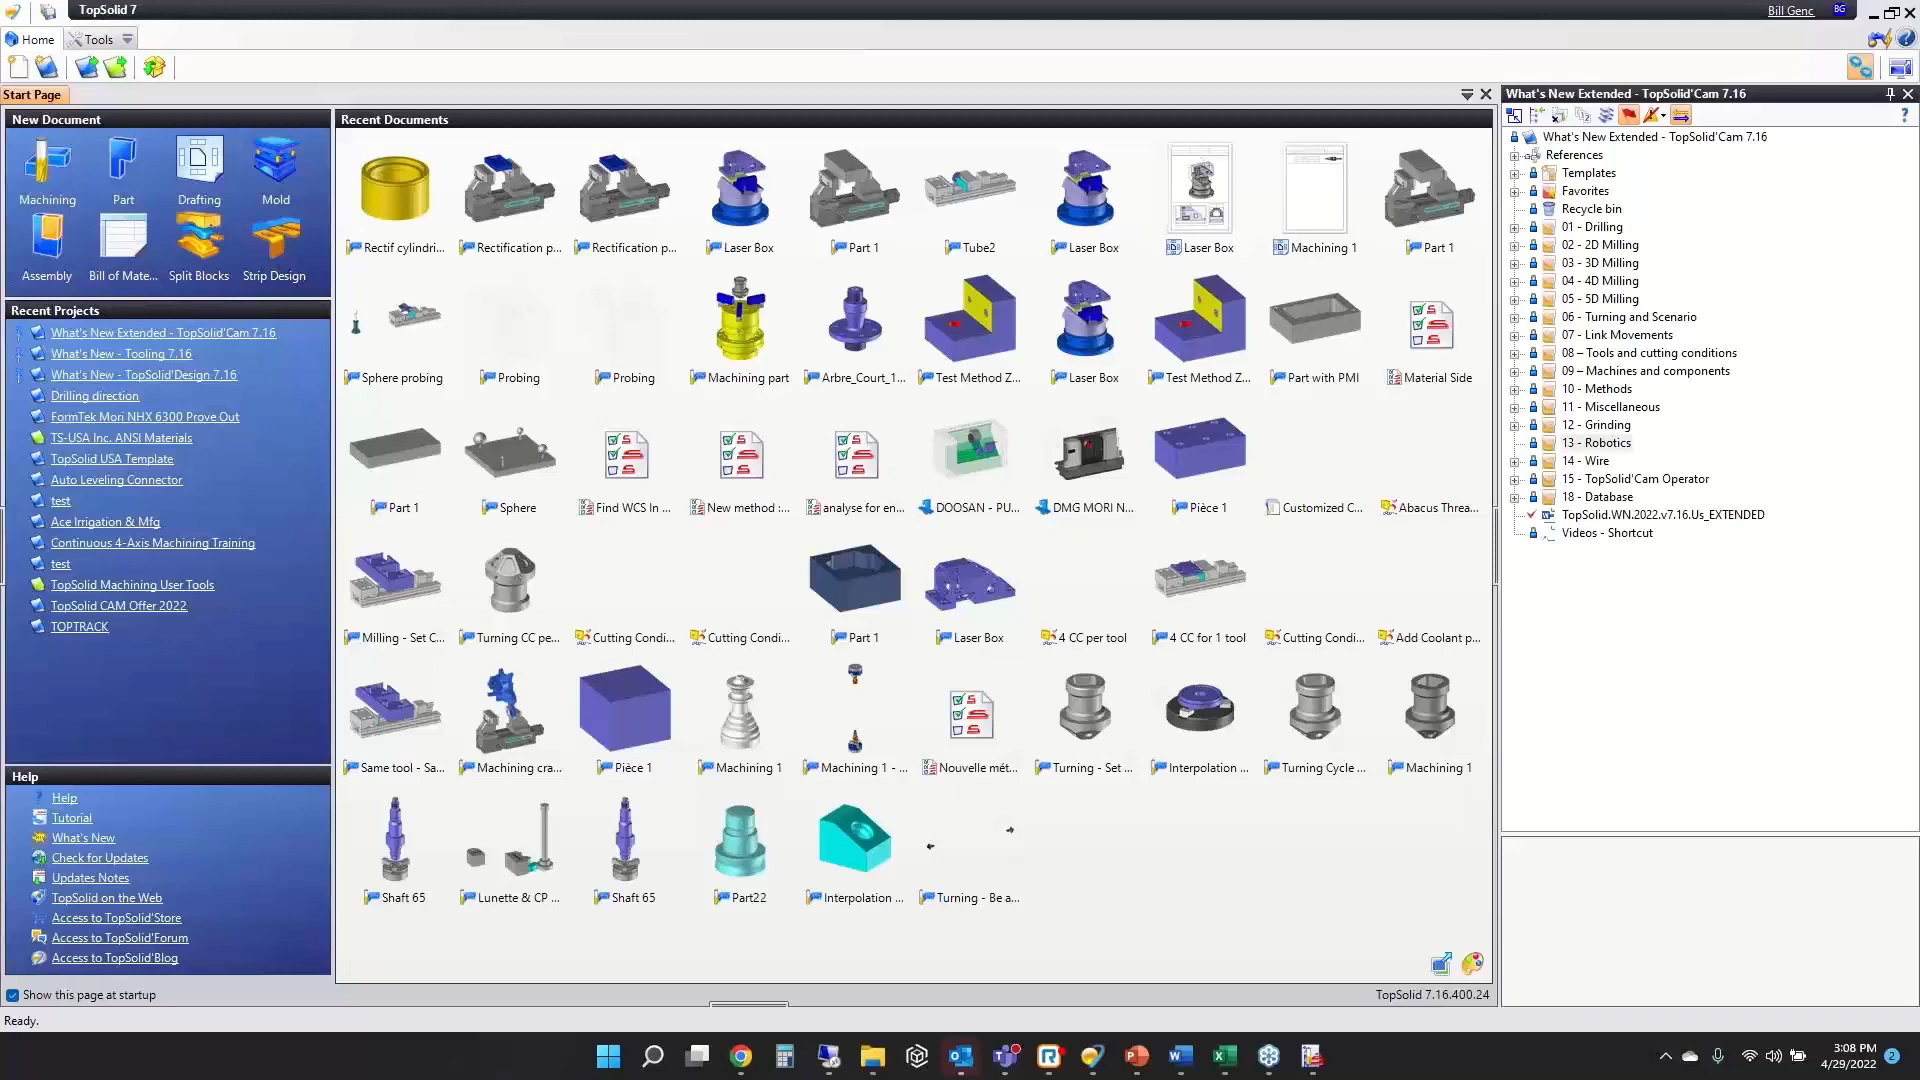 TopSolid 7
Bill Genc BG
Home Tools
Start Page
New Document
Machining Part Drafting Mold
Assembly Bill of Mate... Split Blocks Strip Design
Recent Projects
What's New Extended - TopSolid'Cam 7.16
What's New - Tooling 7.16
What's New - TopSolid'Design 7.16
Drilling direction
FormTek Mori NHX 6300 Prove Out
TS-USA Inc. ANSI Materials
TopSolid USA Template
Auto Leveling Connector
test
Ace Irrigation & Mfg
Continuous 4-Axis Machining Training
test
TopSolid Machining User Tools
TopSolid CAM Offer 2022
TOPTRACK
Help
Help
Tutorial
What's New
Check for Updates
Updates Notes
TopSolid on the Web
Access to TopSolid'Store
Access to TopSolid'Forum
Access to TopSolid'Blog
Show this page at startup
Ready.
Recent Documents
Rectif cylindri... Rectification p... Rectification p... Laser Box Part 1 Tube2 Laser Box Laser Box Machining 1 Part 1
Sphere probing Probing Probing Machining part Arbre_Court_1... Test Method Z... Laser Box Test Method Z... Part with PMI Material Side
Part 1 Sphere Find WCS In ... New method :... analyse for en... DOOSAN - PU... DMG MORI N... Pièce 1 Customized C... Abacus Threa...
Milling - Set C... Turning CC pe... Cutting Condi... Cutting Condi... Part 1 Laser Box 4 CC per tool 4 CC for 1 tool Cutting Condi... Add Coolant p...
Same tool - Sa... Machining cra... Pièce 1 Machining 1 Machining 1 - ... Nouvelle mét... Turning - Set ... Interpolation ... Turning Cycle ... Machining 1
Shaft 65 Lunette & CP ... Shaft 65 Part22 Interpolation ... Turning - Be a...
TopSolid 7.16.400.24
What's New Extended - TopSolid'Cam 7.16
What's New Extended - TopSolid'Cam 7.16
References
Templates
Favorites
Recycle bin
01 - Drilling
02 - 2D Milling
03 - 3D Milling
04 - 4D Milling
05 - 5D Milling
06 - Turning and Scenario
07 - Link Movements
08 – Tools and cutting conditions
09 – Machines and components
10 - Methods
11 - Miscellaneous
12 - Grinding
13 - Robotics
14 - Wire
15 - TopSolid'Cam Operator
18 - Database
TopSolid.WN.2022.v7.16.Us_EXTENDED
Videos - Shortcut
3:08 PM
4/29/2022
2